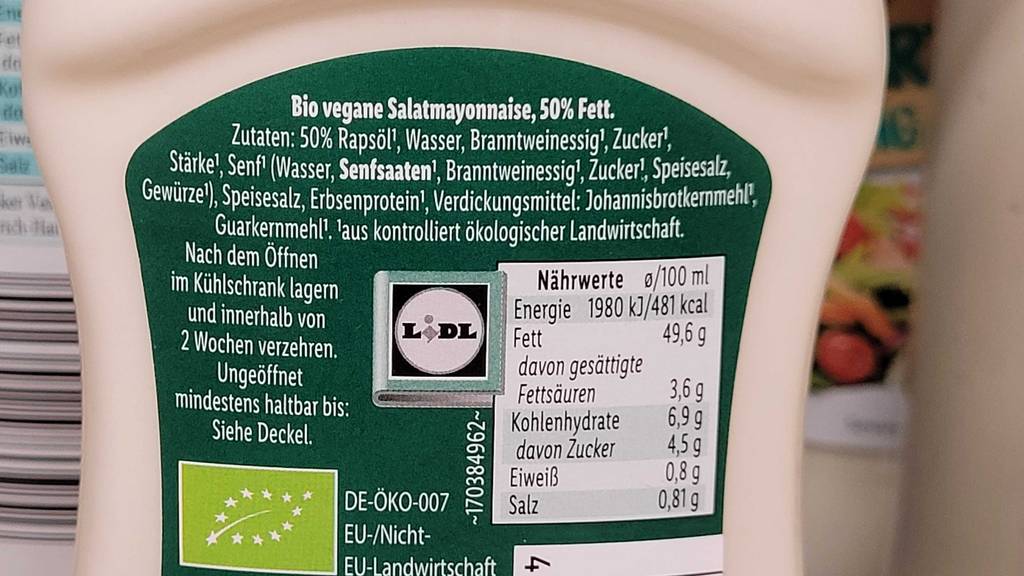 Bio vegane Salatmayonnaise, 50% Fett.
Zutaten: 50% Rapsöl¹, Wasser, Branntweinessig¹, Zucker¹,
Stärke¹, Senf¹ (Wasser, Senfsaaten¹, Branntweinessig¹, Zucker¹, Speisesalz,
Gewürze¹), Speisesalz, Erbsenprotein¹, Verdickungsmittel: Johannisbrotkernmehl¹,
Guarkernmehl¹. ¹aus kontrolliert ökologischer Landwirtschaft.
Nach dem Öffnen
im Kühlschrank lagern
und innerhalb von
2 Wochen verzehren.
Ungeöffnet
mindestens haltbar bis:
Siehe Deckel.
LIDL
~170384962~
Nährwerte ø/100 ml
Energie 1980 kJ/481 kcal
Fett 49,6 g
davon gesättigte
Fettsäuren 3,6 g
Kohlenhydrate 6,9 g
davon Zucker 4,5 g
Eiweiß 0,8 g
Salz 0,81 g
DE-ÖKO-007
EU-/Nicht-
EU-Landwirtschaft
4